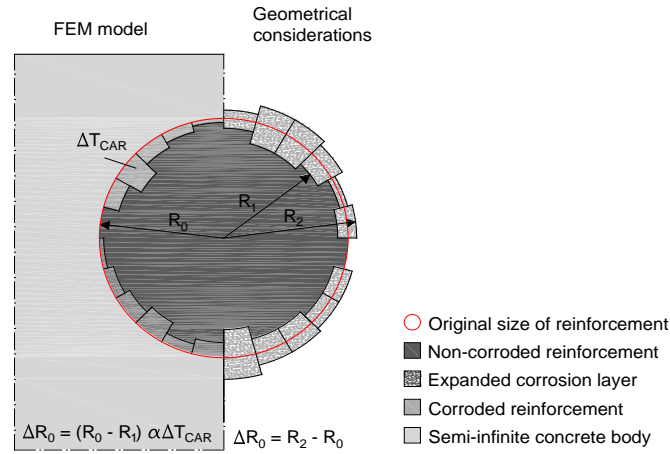 FEM model
Geometrical
considerations
ΔT_CAR
R_1
R_0
R_2
Original size of reinforcement
Non-corroded reinforcement
Expanded corrosion layer
Corroded reinforcement
Semi-infinite concrete body
ΔR_0 = (R_0 - R_1) αΔT_CAR
ΔR_0 = R_2 - R_0